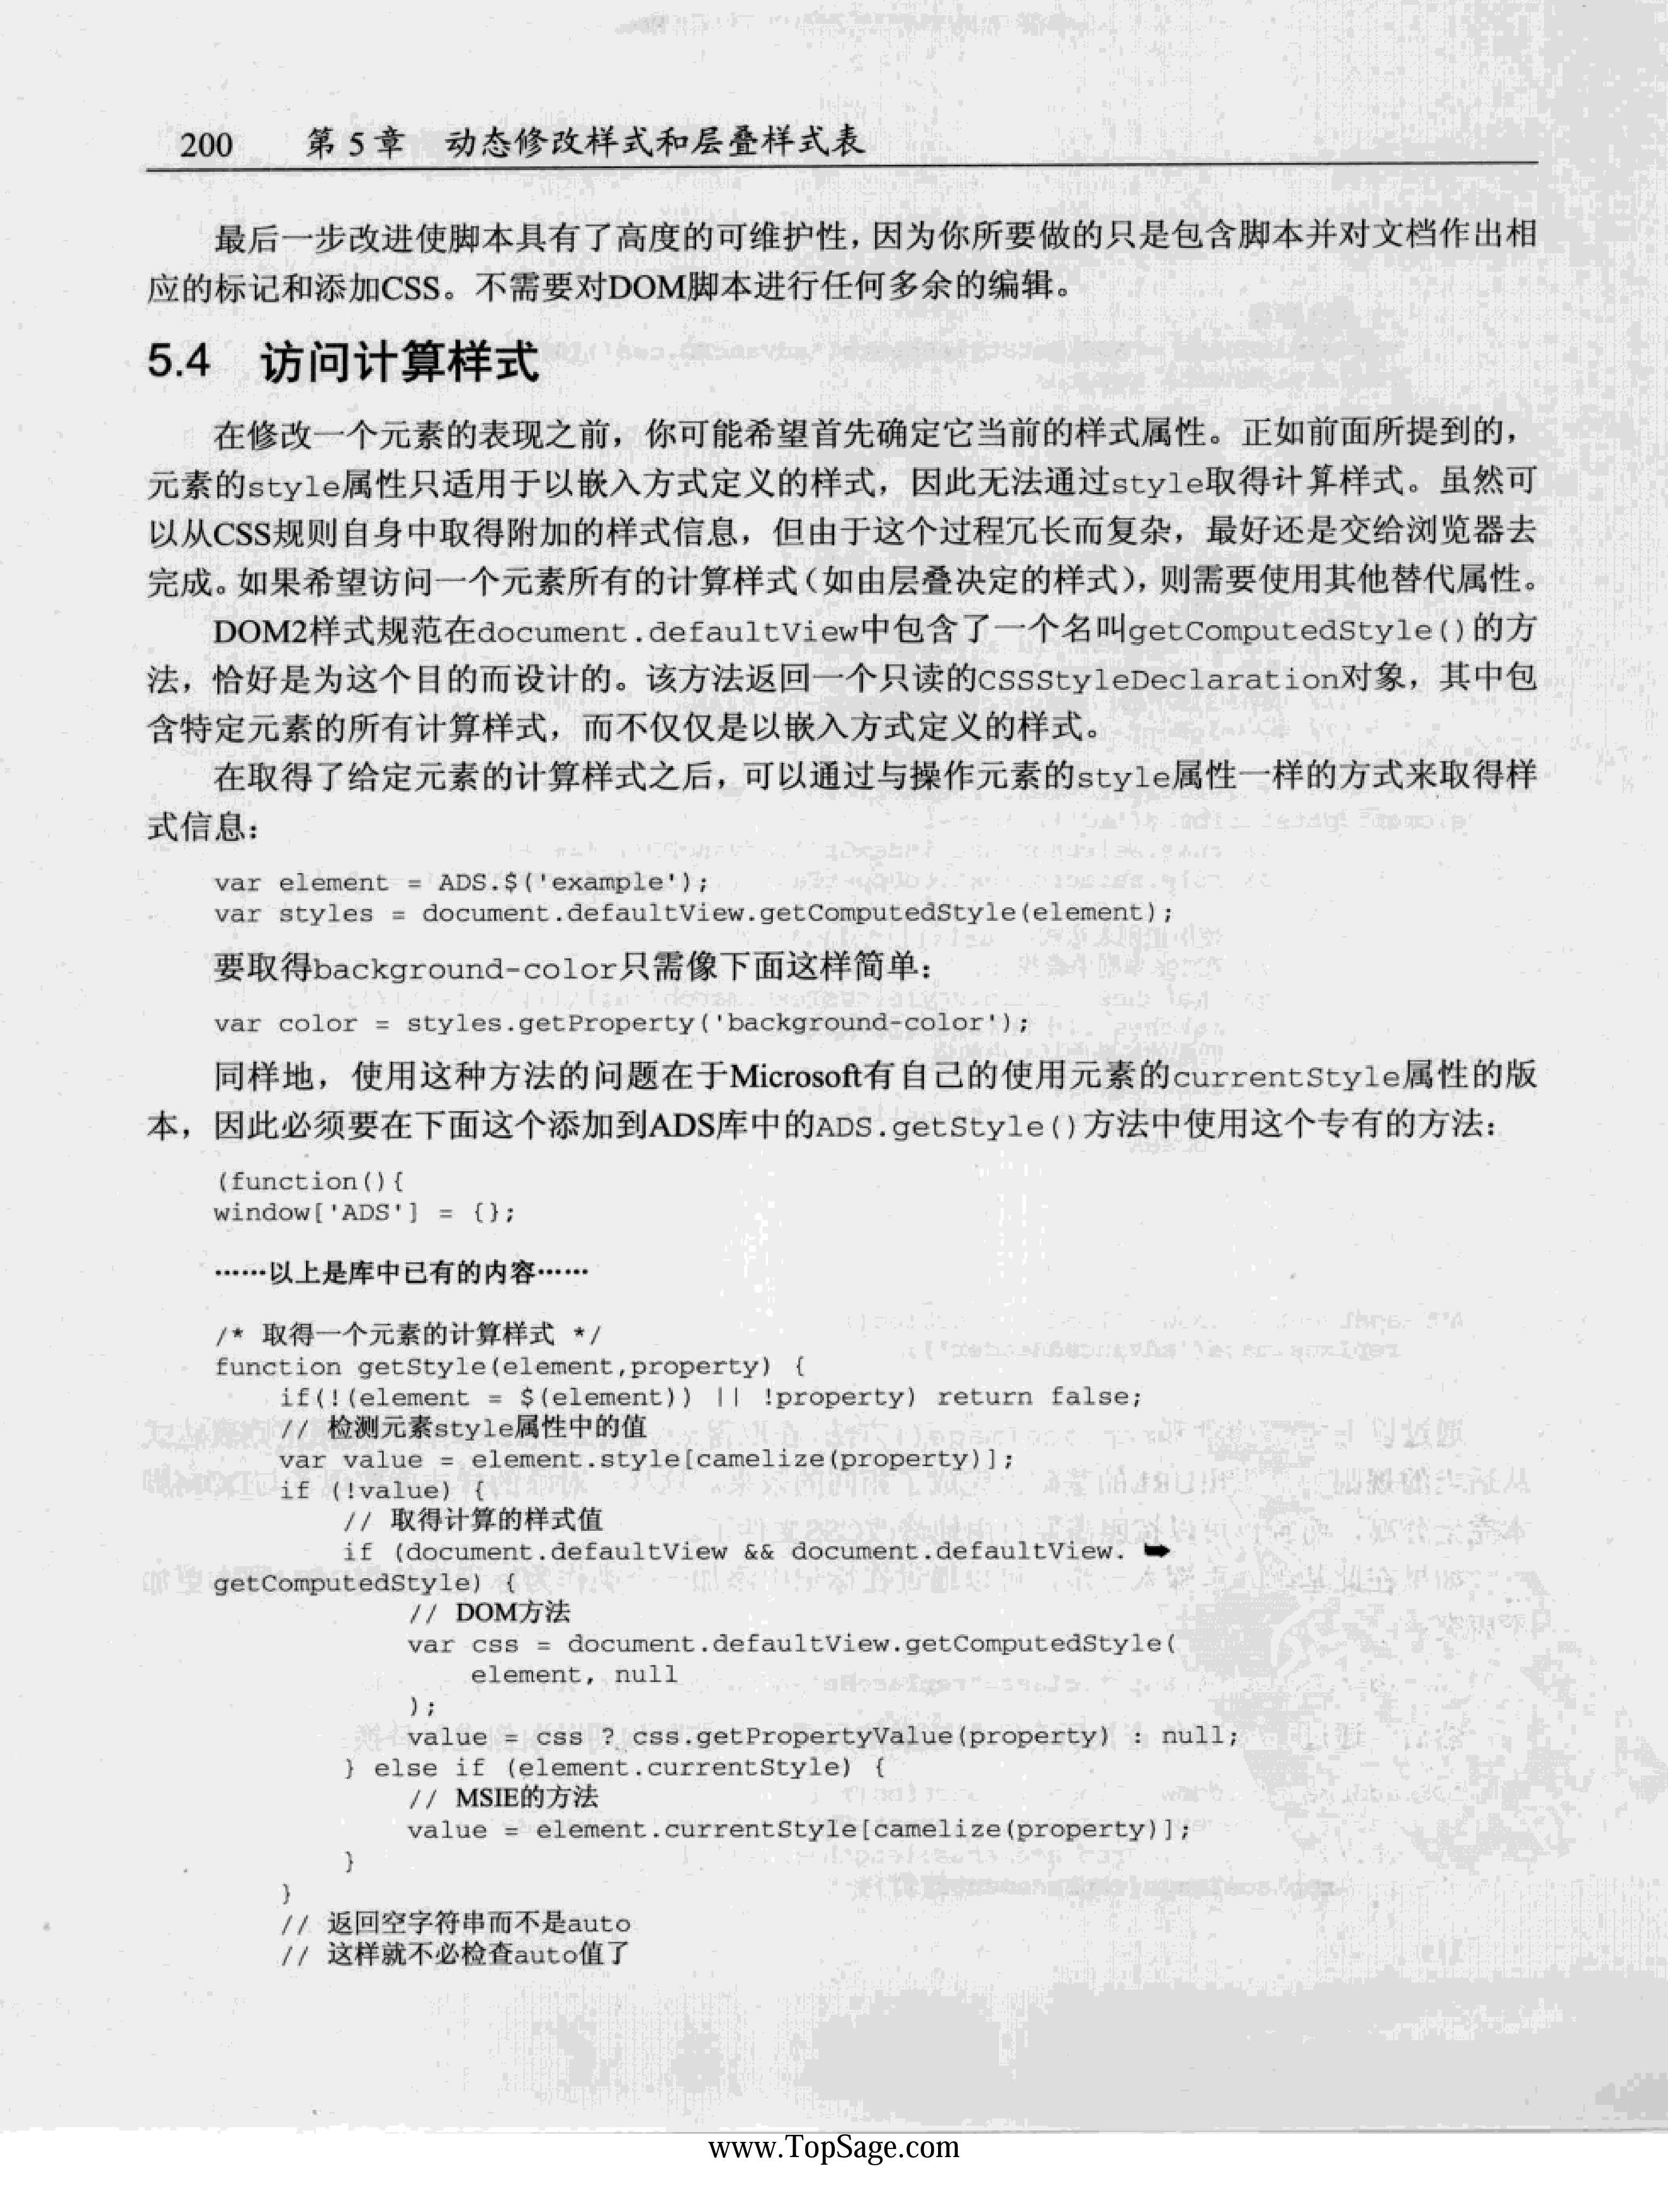 200 第 5 章 动态修改样式和层叠样式表
最后一步改进使脚本具有了高度的可维护性，因为你所要做的只是包含脚本并对文档作出相
应的标记和添加CSS。不需要对DOM脚本进行任何多余的编辑。
5.4 访问计算样式
在修改一个元素的表现之前，你可能希望首先确定它当前的样式属性。正如前面所提到的，
元素的style属性只适用于以嵌入方式定义的样式，因此无法通过style取得计算样式。虽然可
以从CSS规则自身中取得附加的样式信息，但由于这个过程冗长而复杂，最好还是交给浏览器去
完成。如果希望访问一个元素所有的计算样式（如由层叠决定的样式），则需要使用其他替代属性。
DOM2样式规范在document.defaultView中包含了一个名叫getComputedStyle()的方
法，恰好是为这个目的而设计的。该方法返回一个只读的CSSStyleDeclaration对象，其中包
含特定元素的所有计算样式，而不仅仅是以嵌入方式定义的样式。
在取得了给定元素的计算样式之后，可以通过与操作元素的style属性一样的方式来取得样
式信息：
var element = ADS.$('example');
var styles = document.defaultView.getComputedStyle(element);
要取得background-color只需像下面这样简单：
var color = styles.getProperty('background-color');
同样地，使用这种方法的问题在于Microsoft有自己的使用元素的currentStyle属性的版
本，因此必须要在下面这个添加到ADS库中的ADS.getStyle()方法中使用这个专有的方法：
(function(){
window['ADS'] = {};
……以上是库中已有的内容……
/* 取得一个元素的计算样式 */
function getStyle(element,property) {
if(!(element = $(element)) || !property) return false;
// 检测元素style属性中的值
var value = element.style[camelize(property)];
if (!value) {
// 取得计算的样式值
if (document.defaultView && document.defaultView. ➥
getComputedStyle) {
// DOM方法
var css = document.defaultView.getComputedStyle(
element, null
);
value = css ? css.getPropertyValue(property) : null;
} else if (element.currentStyle) {
// MSIE的方法
value = element.currentStyle[camelize(property)];
}
}
// 返回空字符串而不是auto
// 这样就不必检查auto值了
www.TopSage.com